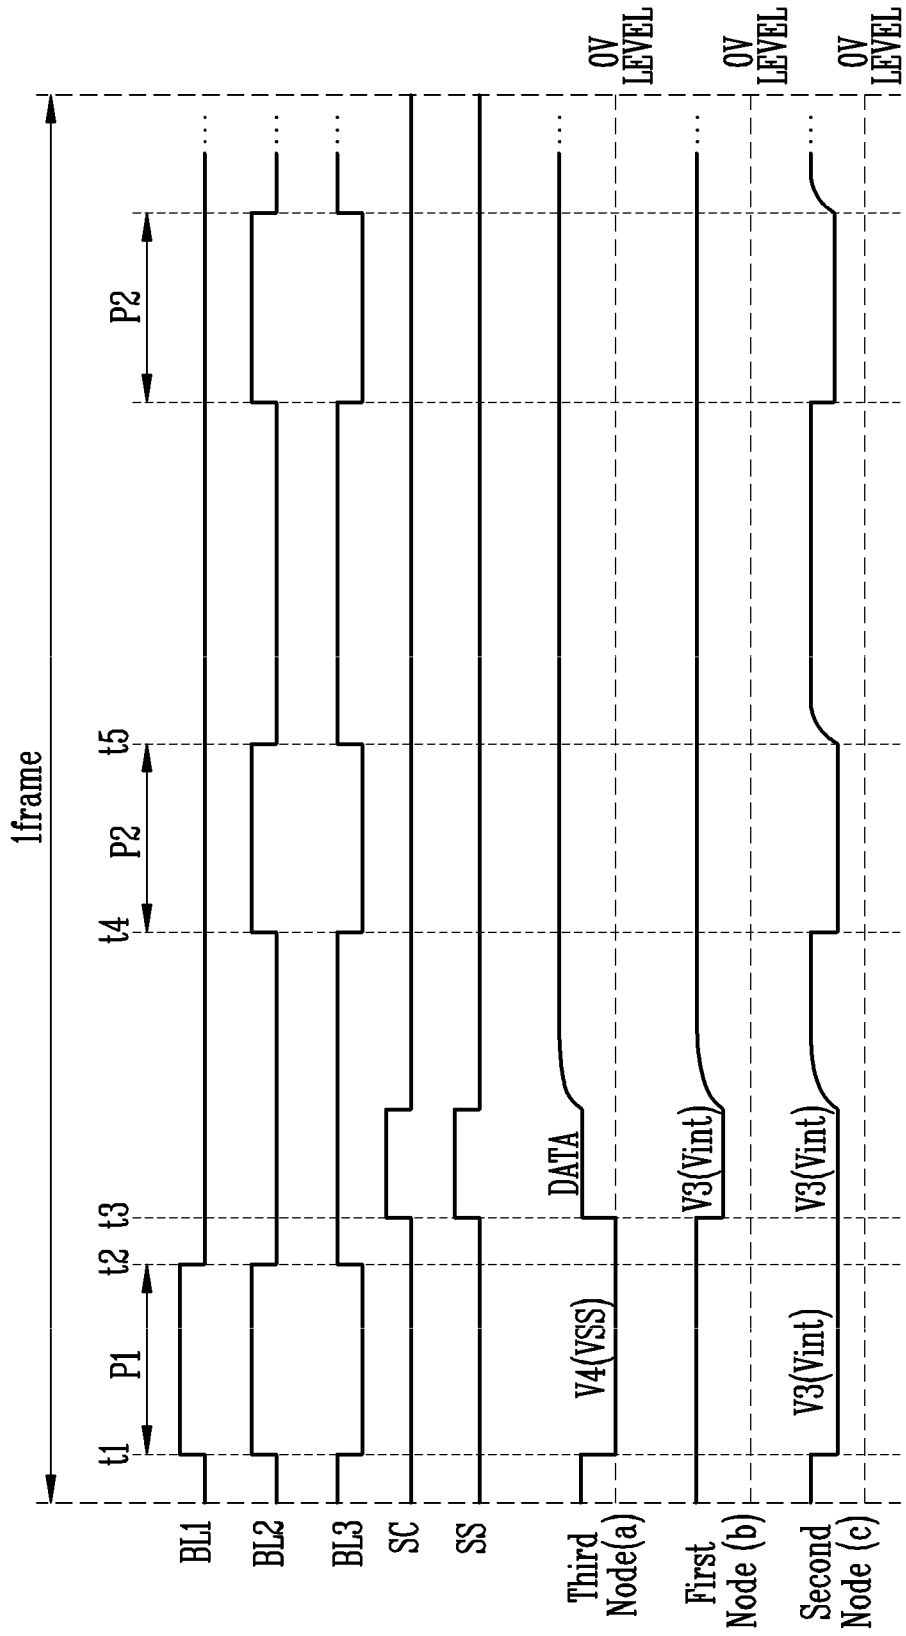 1frame
t1
P1
t2
t3
t4
P2
t5
P2
BL1
...
BL2
...
BL3
...
SC
SS
Third
Node(a)
V4(VSS)
DATA
...
0V
LEVEL
First
Node (b)
V3(Vint)
...
0V
LEVEL
Second
Node (c)
V3(Vint)
V3(Vint)
...
0V
LEVEL